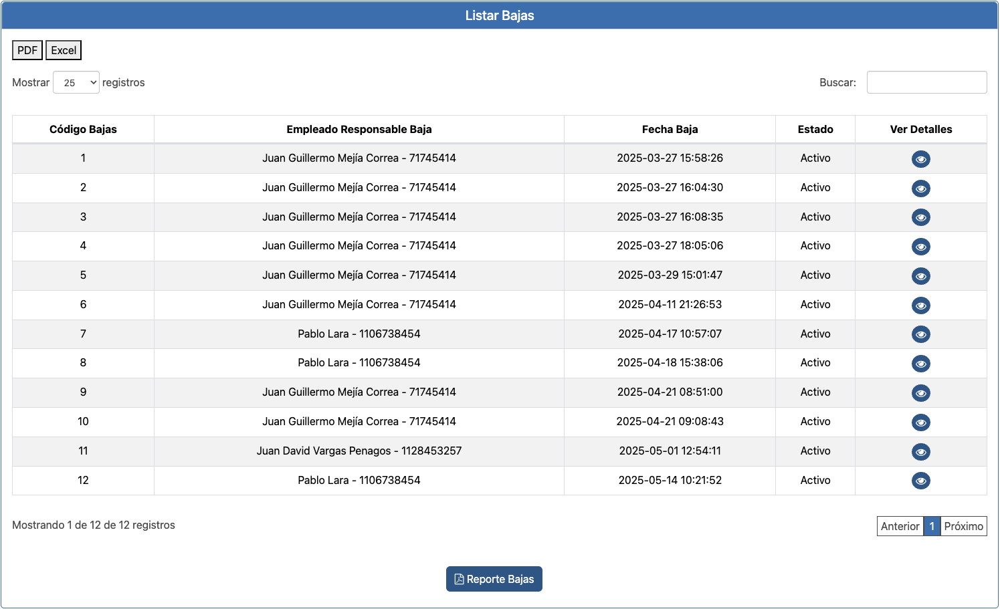 Listar Bajas
PDF Excel
Mostrar 25 registros Buscar:
Código Bajas Empleado Responsable Baja Fecha Baja Estado Ver Detalles
1 Juan Guillermo Mejía Correa - 71745414 2025-03-27 15:58:26 Activo
2 Juan Guillermo Mejía Correa - 71745414 2025-03-27 16:04:30 Activo
3 Juan Guillermo Mejía Correa - 71745414 2025-03-27 16:08:35 Activo
4 Juan Guillermo Mejía Correa - 71745414 2025-03-27 18:05:06 Activo
5 Juan Guillermo Mejía Correa - 71745414 2025-03-29 15:01:47 Activo
6 Juan Guillermo Mejía Correa - 71745414 2025-04-11 21:26:53 Activo
7 Pablo Lara - 1106738454 2025-04-17 10:57:07 Activo
8 Pablo Lara - 1106738454 2025-04-18 15:38:06 Activo
9 Juan Guillermo Mejía Correa - 71745414 2025-04-21 08:51:00 Activo
10 Juan Guillermo Mejía Correa - 71745414 2025-04-21 09:08:43 Activo
11 Juan David Vargas Penagos - 1128453257 2025-05-01 12:54:11 Activo
12 Pablo Lara - 1106738454 2025-05-14 10:21:52 Activo
Mostrando 1 de 12 de 12 registros Anterior 1 Próximo
Reporte Bajas